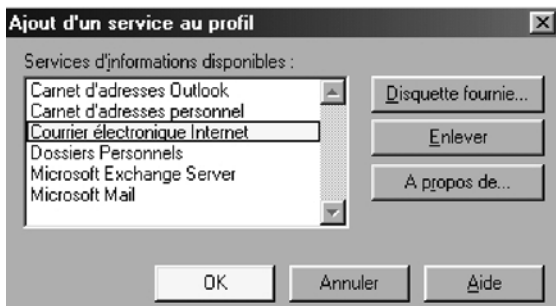 Ajout d'un service au profil
Services d'informations disponibles :
Carnet d'adresses Outlook
Carnet d'adresses personnel
Courrier électronique Internet
Dossiers Personnels
Microsoft Exchange Server
Microsoft Mail
Disquette fournie...
Enlever
A propos de...
OK
Annuler
Aide